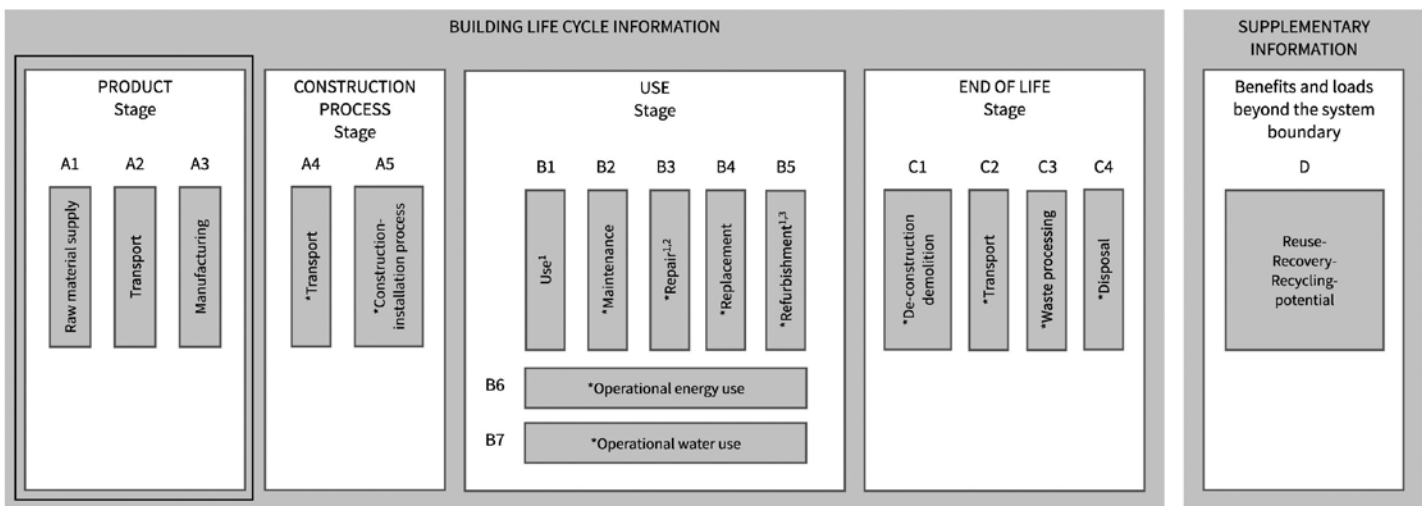 BUILDING LIFE CYCLE INFORMATION
PRODUCT
Stage
A1
A2
A3
Raw material supply
Transport
Manufacturing
CONSTRUCTION
PROCESS
Stage
A4
A5
*Transport
*Construction-
installation process
USE
Stage
B1
B2
B3
B4
B5
Use¹
*Maintenance
*Repair¹,²
*Replacement
*Refurbishment¹,³
B6
*Operational energy use
B7
*Operational water use
END OF LIFE
Stage
C1
C2
C3
C4
*De-construction
demolition
*Transport
*Waste processing
*Disposal
SUPPLEMENTARY
INFORMATION
Benefits and loads
beyond the system
boundary
D
Reuse-
Recovery-
Recycling-
potential